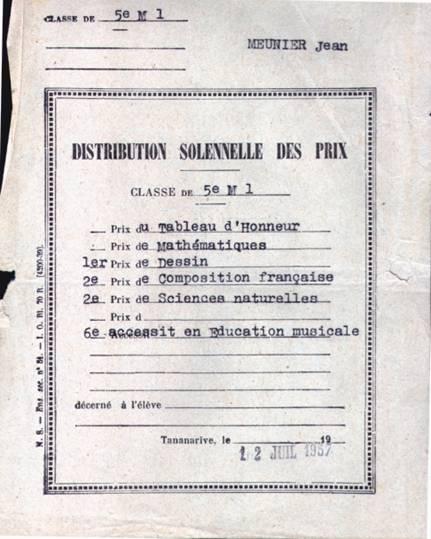 CLASSE DE 5e M 1
MEUNIER Jean
DISTRIBUTION SOLENNELLE DES PRIX
CLASSE DE 5e M 1
Prix du Tableau d'Honneur
Prix de Mathématiques
1er Prix de Dessin
2e Prix de Composition française
2e Prix de Sciences naturelles
Prix d
6e accessit en Education musicale
décerné à l'élève
Tananarive, le 19
12 JUIL 1957